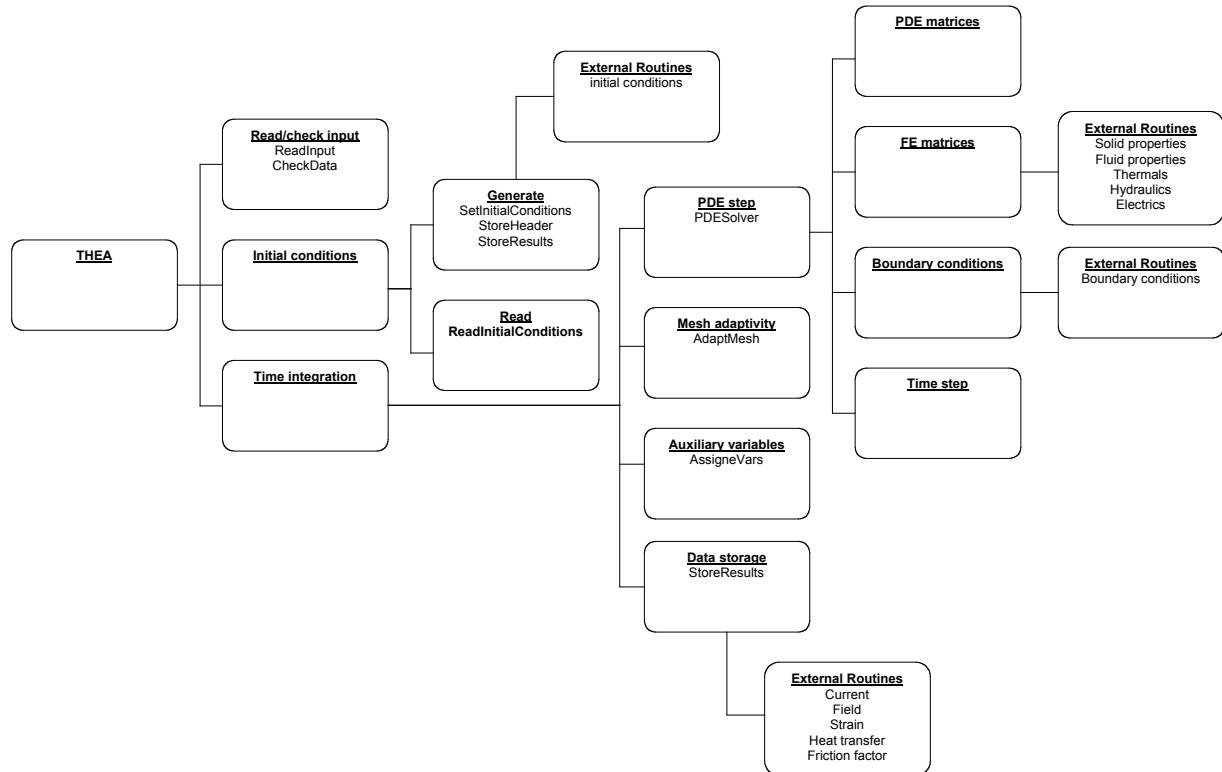 PDE matrices
External Routines
initial conditions
Read/check input
ReadInput
CheckData
FE matrices
External Routines
Solid properties
Fluid properties
Thermals
Hydraulics
Electrics
Generate
SetInitialConditions
StoreHeader
StoreResults
PDE step
PDESolver
THEA
Initial conditions
Boundary conditions
External Routines
Boundary conditions
Read
ReadInitialConditions
Mesh adaptivity
AdaptMesh
Time integration
Time step
Auxiliary variables
AssigneVars
Data storage
StoreResults
External Routines
Current
Field
Strain
Heat transfer
Friction factor